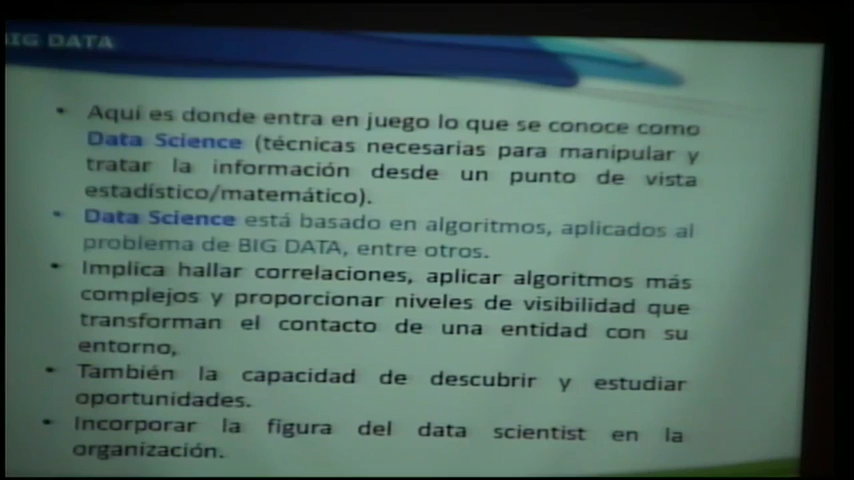 BIG DATA
• Aquí es donde entra en juego lo que se conoce como
Data Science (técnicas necesarias para manipular y
tratar la información desde un punto de vista
estadístico/matemático).
• Data Science está basado en algoritmos, aplicados al
problema de BIG DATA, entre otros.
• Implica hallar correlaciones, aplicar algoritmos más
complejos y proporcionar niveles de visibilidad que
transforman el contacto de una entidad con su
entorno,
• También la capacidad de descubrir y estudiar
oportunidades.
• Incorporar la figura del data scientist en la
organización.